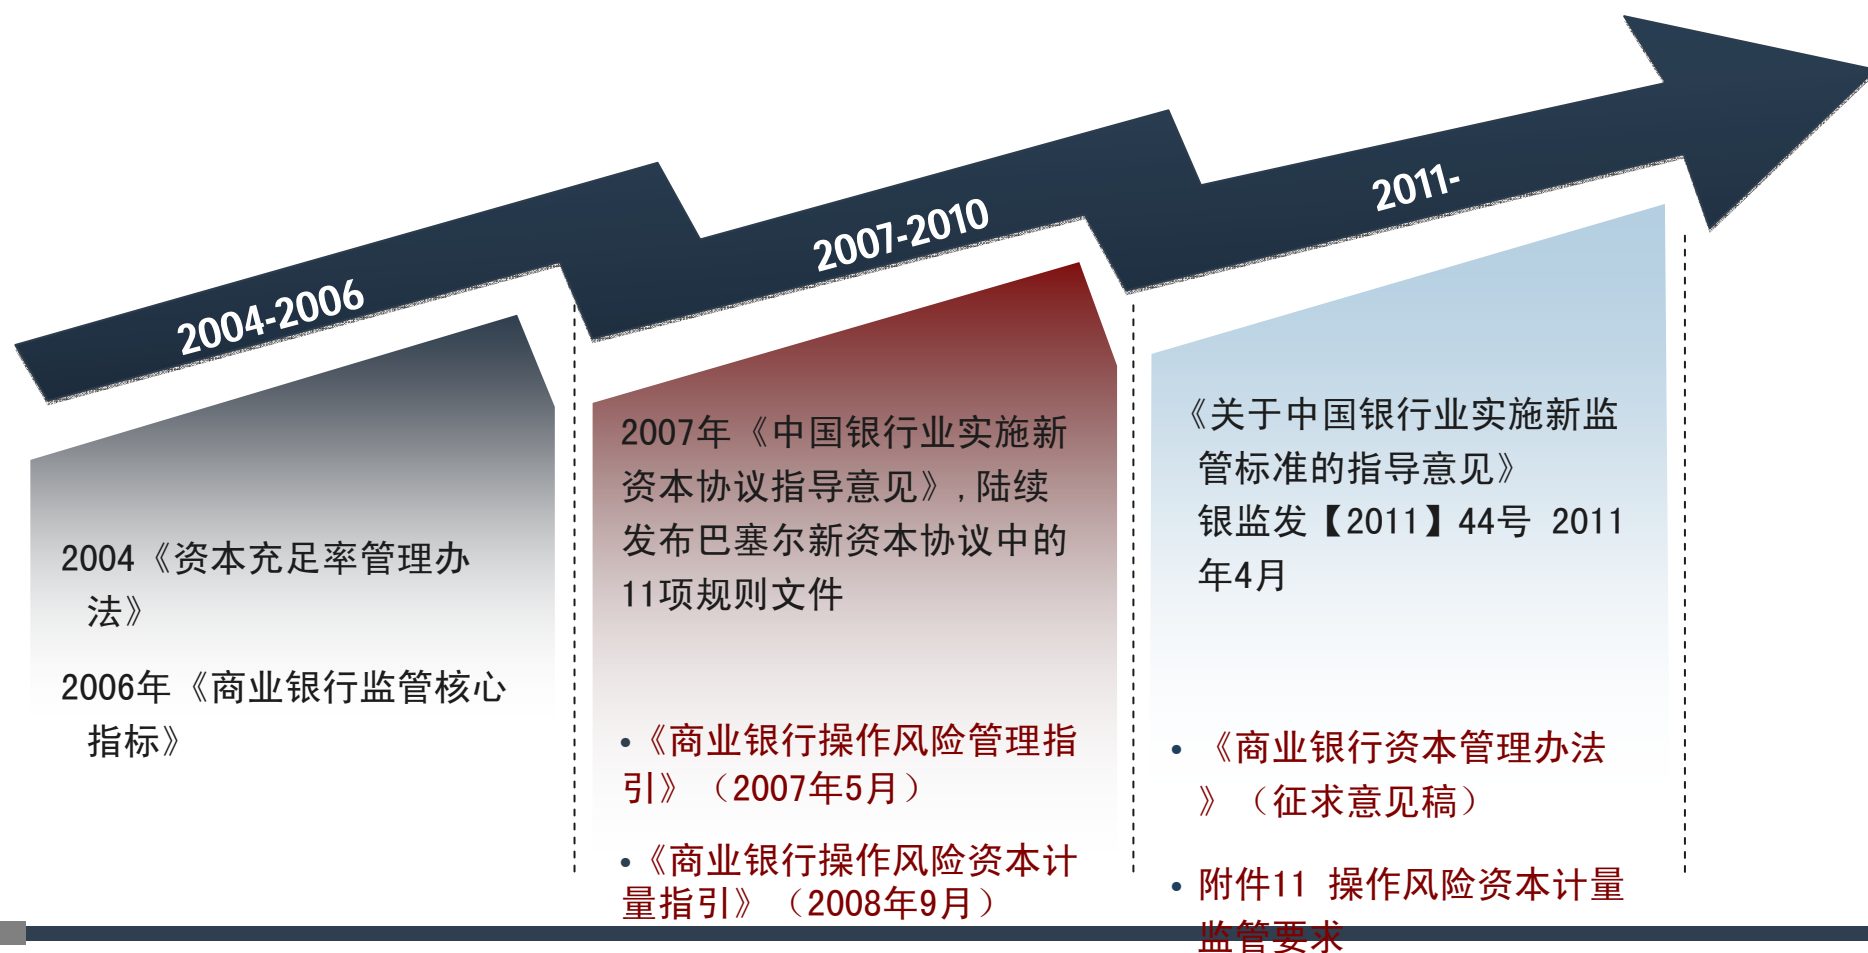 2004-2006
2007-2010
2011-
2004《资本充足率管理办
法》
2006年《商业银行监管核心
指标》
2007年《中国银行业实施新
资本协议指导意见》,陆续
发布巴塞尔新资本协议中的
11项规则文件
•《商业银行操作风险管理指
引》（2007年5月）
•《商业银行操作风险资本计
量指引》（2008年9月）
《关于中国银行业实施新监
管标准的指导意见》
银监发【2011】44号 2011
年4月
• 《商业银行资本管理办法
》（征求意见稿）
• 附件11 操作风险资本计量
监管要求